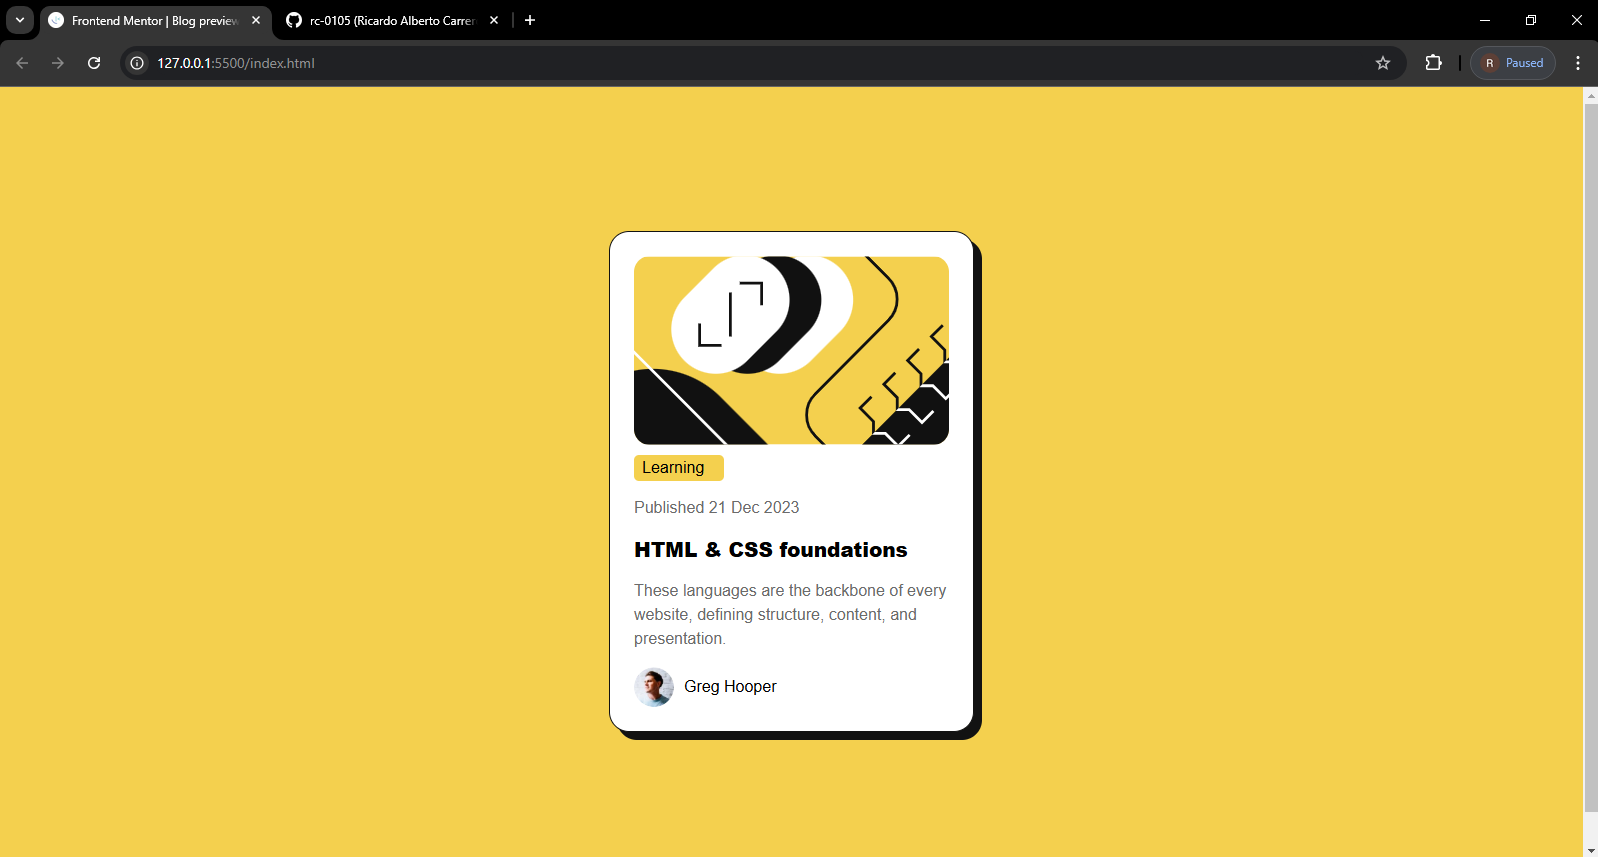 Frontend Mentor | Blog preview
rc-0105 (Ricardo Alberto Carrer
127.0.0.1:5500/index.html
R Paused
Learning
Published 21 Dec 2023
HTML & CSS foundations
These languages are the backbone of every
website, defining structure, content, and
presentation.
Greg Hooper